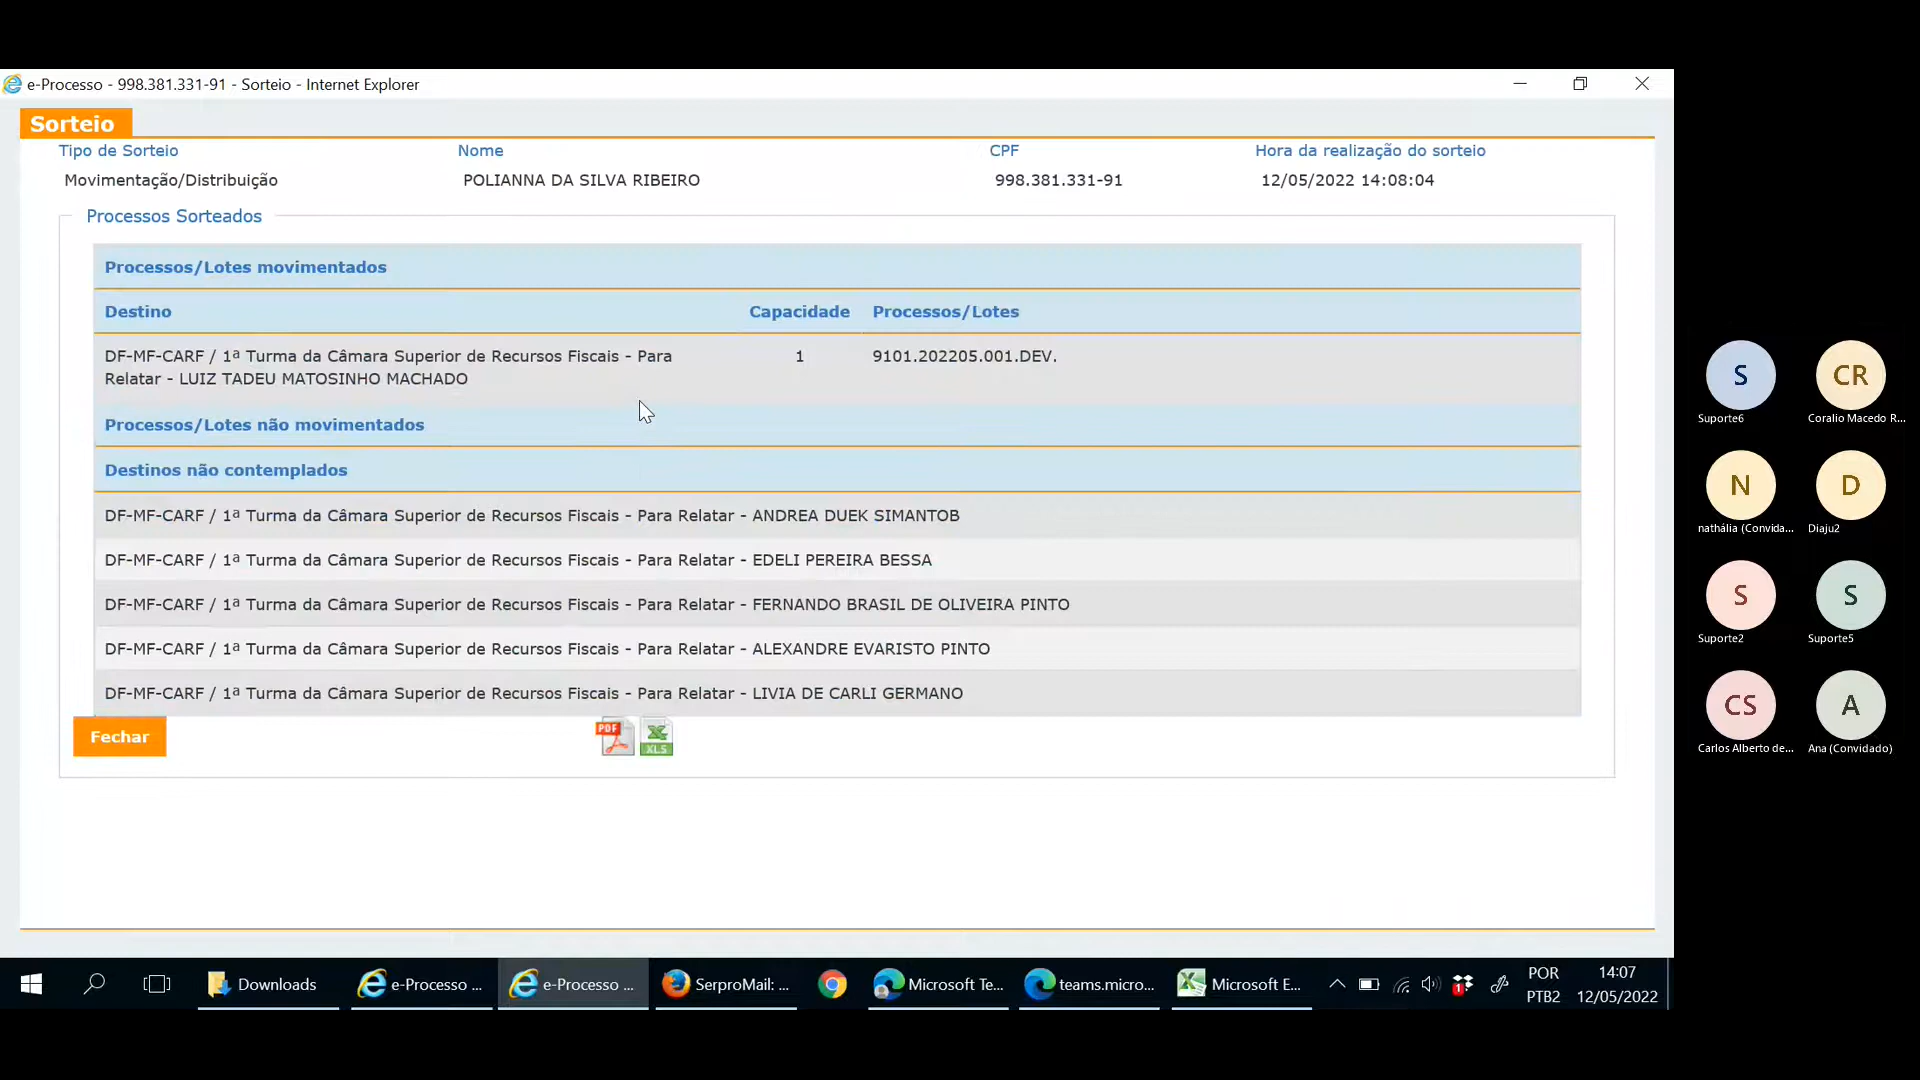 e-Processo - 998.381.331-91 - Sorteio - Internet Explorer
Sorteio
Tipo de Sorteio Nome CPF Hora da realização do sorteio
Movimentação/Distribuição POLIANNA DA SILVA RIBEIRO 998.381.331-91 12/05/2022 14:08:04
Processos Sorteados
Processos/Lotes movimentados
Destino Capacidade Processos/Lotes
DF-MF-CARF / 1ª Turma da Câmara Superior de Recursos Fiscais - Para 1 9101.202205.001.DEV.
Relatar - LUIZ TADEU MATOSINHO MACHADO
Processos/Lotes não movimentados
Destinos não contemplados
DF-MF-CARF / 1ª Turma da Câmara Superior de Recursos Fiscais - Para Relatar - ANDREA DUEK SIMANTOB
DF-MF-CARF / 1ª Turma da Câmara Superior de Recursos Fiscais - Para Relatar - EDELI PEREIRA BESSA
DF-MF-CARF / 1ª Turma da Câmara Superior de Recursos Fiscais - Para Relatar - FERNANDO BRASIL DE OLIVEIRA PINTO
DF-MF-CARF / 1ª Turma da Câmara Superior de Recursos Fiscais - Para Relatar - ALEXANDRE EVARISTO PINTO
DF-MF-CARF / 1ª Turma da Câmara Superior de Recursos Fiscais - Para Relatar - LIVIA DE CARLI GERMANO
Fechar PDF XLS
S CR
Suporte6 Coralio Macedo R...
N D
nathália (Convida... Diaju2
S S
Suporte2 Suporte5
CS A
Carlos Alberto de... Ana (Convidado)
Downloads e-Processo ... e-Processo ... SerproMail: ... Microsoft Te... teams.micro... Microsoft E... 1 POR 14:07
PTB2 12/05/2022